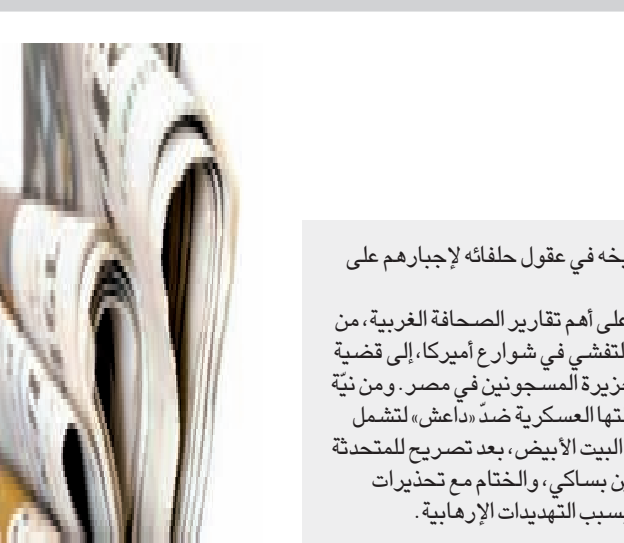 يخه في عقول حلفائه لإجبارهم على
على أهم تقارير الصحافة الغربية، من
لتفشي في شوارع أميركا، إلى قضية
عزيرة المسجونين في مصر. ومن نيّة
تها العسكرية ضدّ «داعش» لتشمل
البيت الأبيض، بعد تصريح للمتحدثة
ن بساكي، والختام مع تحذيرات
بسبب التهديدات الإرهابية.